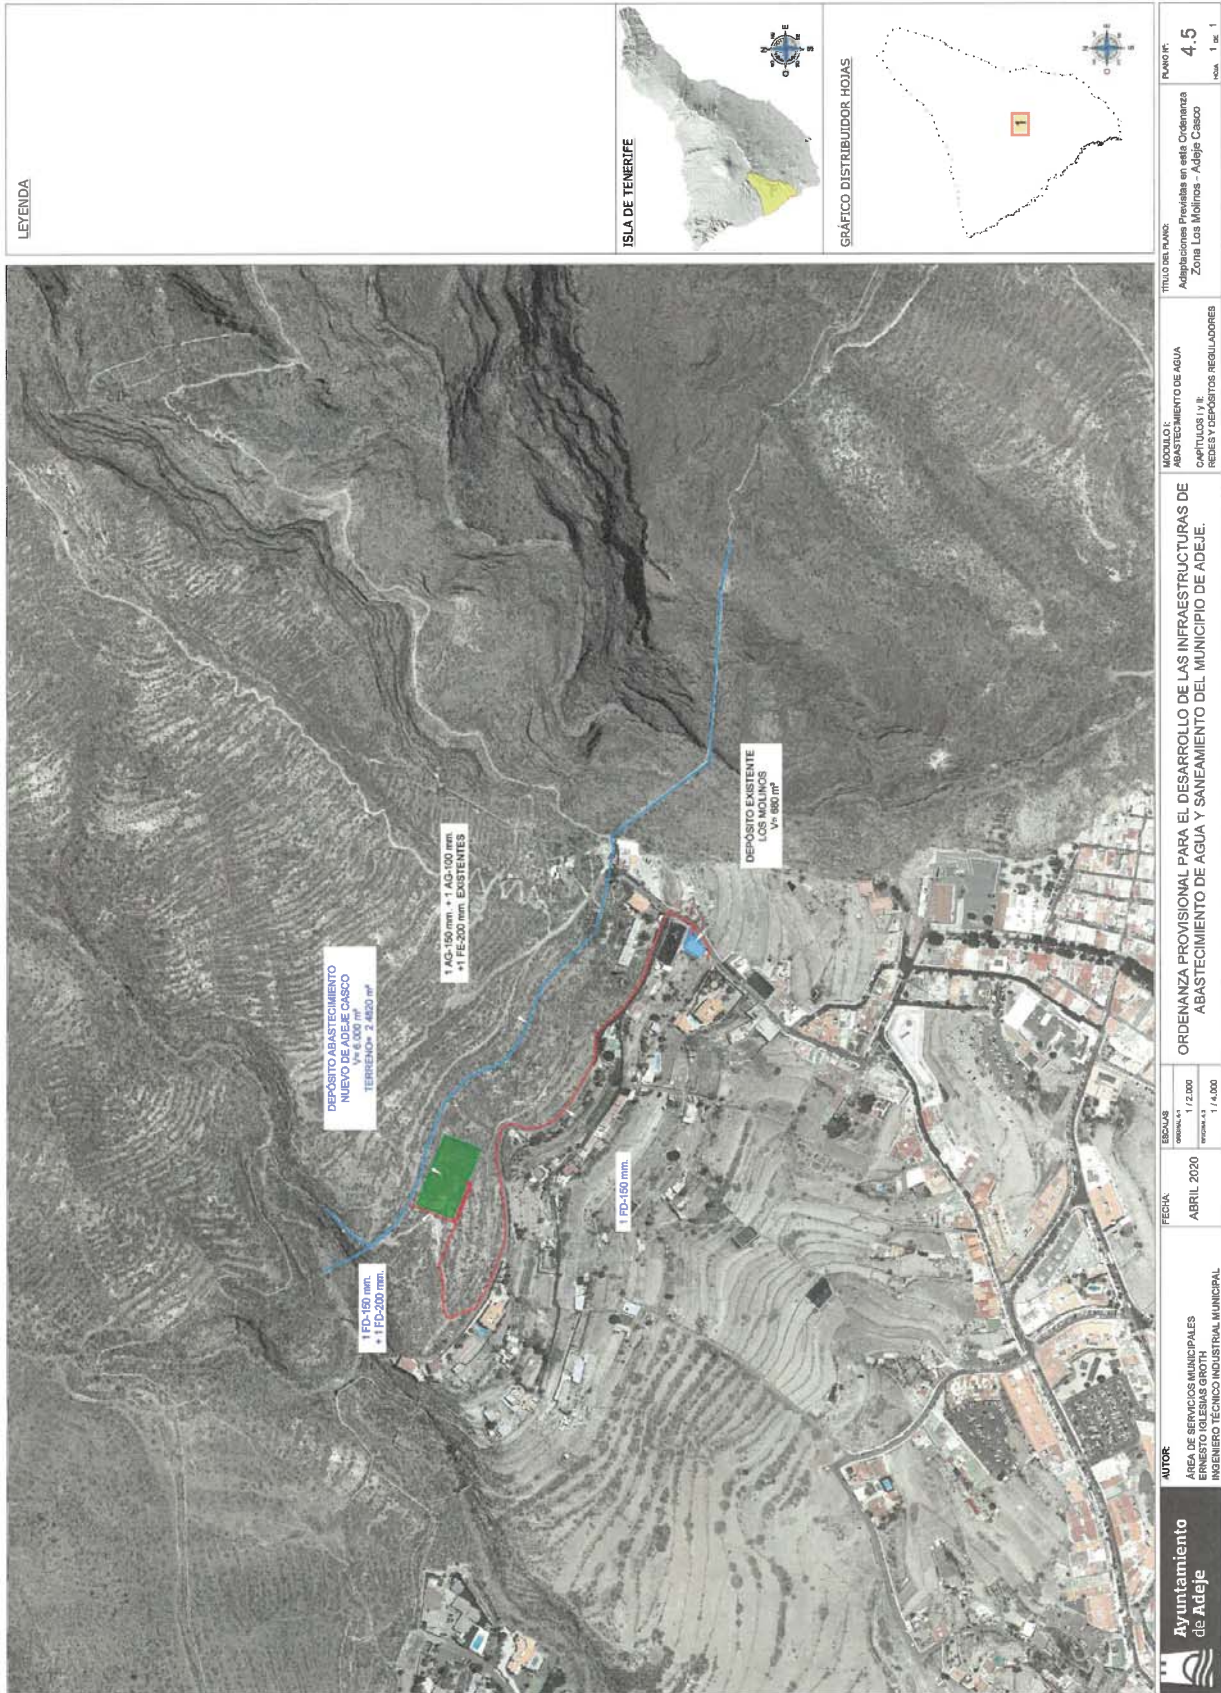 LEYENDA
ISLA DE TENERIFE
N
E
S
O
GRÁFICO DISTRIBUIDOR HOJAS
N
E
S
O
1
DEPÓSITO ABASTECIMIENTO
NUEVO DE ADEJE CASCO
V= 6.000 m³
TERRENO= 2.4820 m²
1 AG-150 mm. + 1 AG-100 mm.
+1 FE-200 mm. EXISTENTES
DEPÓSITO EXISTENTE
LOS MOLINOS
V= 680 m³
1 FD-150 mm.
+ 1 FD-200 mm.
1 FD-150 mm.
Ayuntamiento
de Adeje
AUTOR:
ÁREA DE SERVICIOS MUNICIPALES
ERNESTO IGLESIAS GROTH
INGENIERO TÉCNICO INDUSTRIAL MUNICIPAL
FECHA:
ABRIL 2020
ESCALAS
ORIGINAL A-1
1 / 2.000
ORIGINAL A-3
1 / 4.000
ORDENANZA PROVISIONAL PARA EL DESARROLLO DE LAS INFRAESTRUCTURAS DE
ABASTECIMIENTO DE AGUA Y SANEAMIENTO DEL MUNICIPIO DE ADEJE.
MODULO I:
ABASTECIMIENTO DE AGUA
CAPÍTULOS I y II:
REDES Y DEPÓSITOS REGULADORES
TÍTULO DEL PLANO:
Adaptaciones Previstas en esta Ordenanza
Zona Los Molinos - Adeje Casco
PLANO Nº:
4.5
HOJA 1 DE 1